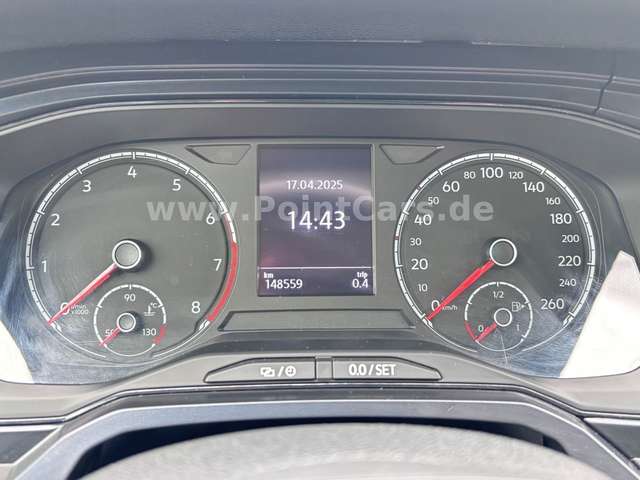 17.04.2025
14:43
km trip
148559 0.4
www.PointCars.de
0 1 2 3 4 5 6 7 8
1/min
x1000
50 90 130
°C
0 20 40 60 80 100 120 140 160 180 200 220 240 260
km/h
0 1/2 1
0.0/SET